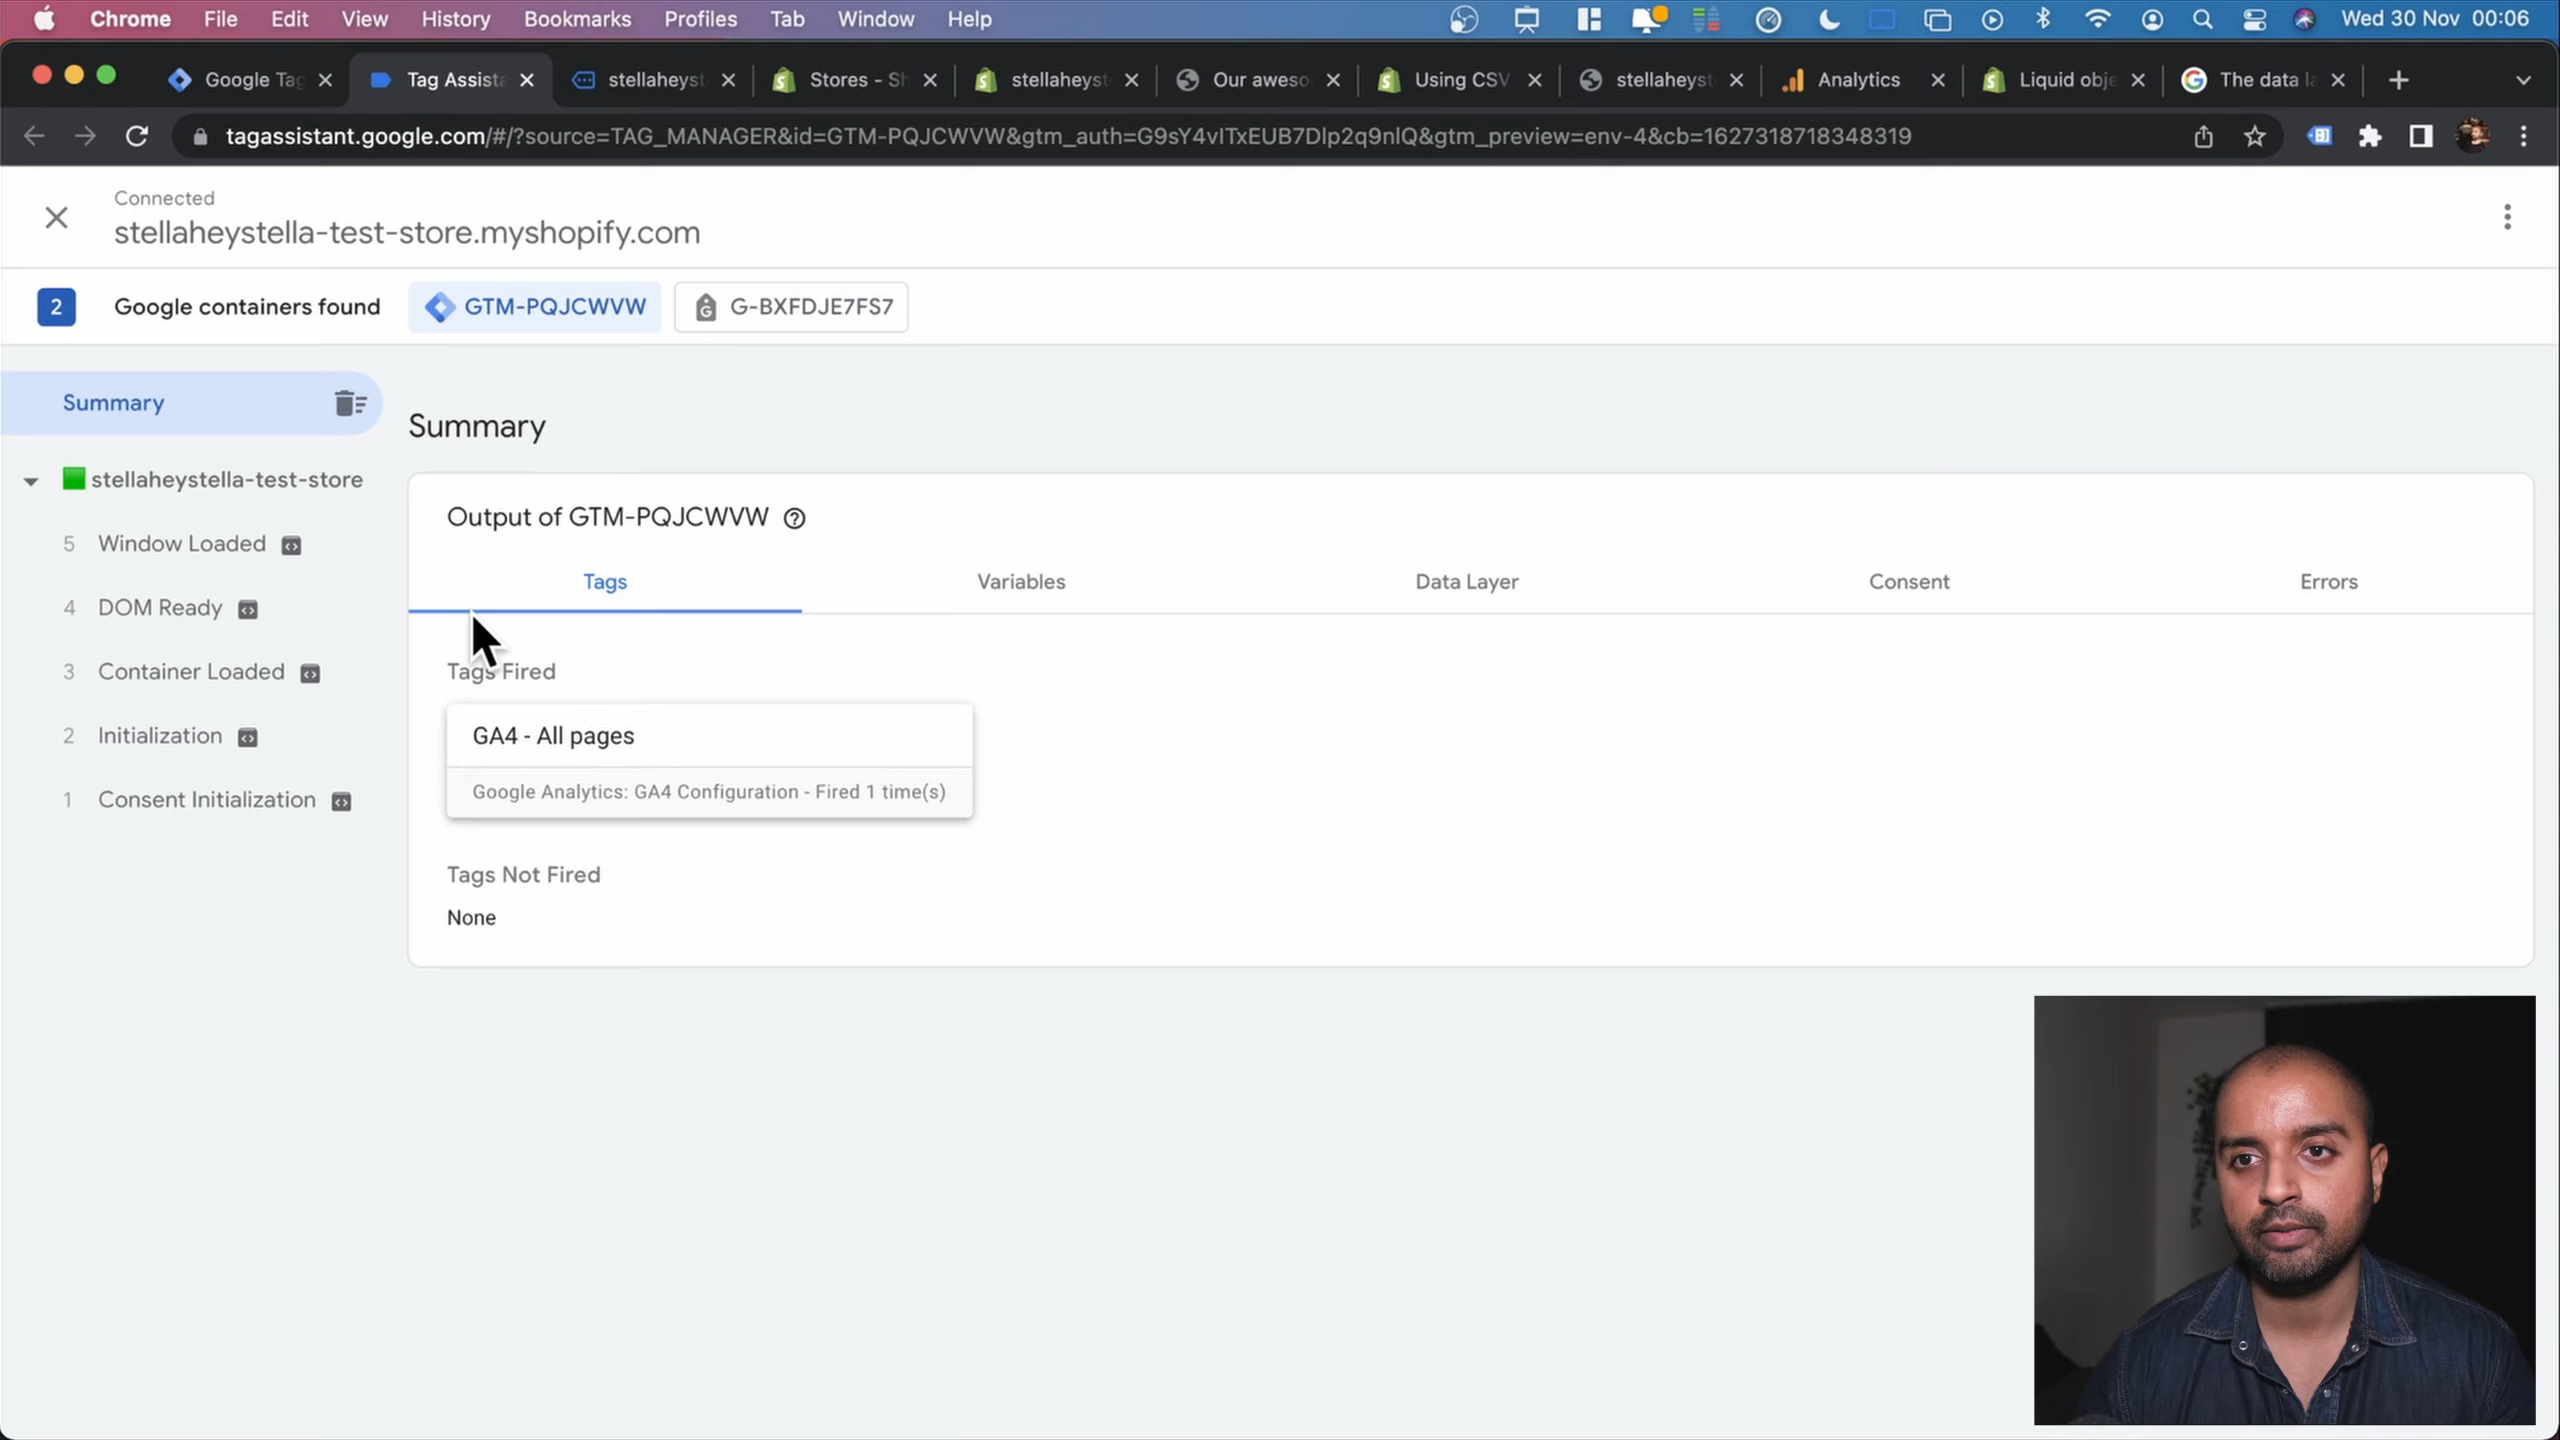 Chrome File Edit View History Bookmarks Profiles Tab Window Help Wed 30 Nov 00:06
Google Tag Tag Assista stellaheyst Stores - Sh stellaheyst Our aweso Using CSV stellaheyst Analytics Liquid obje The data la
tagassistant.google.com/#/?source=TAG_MANAGER&id=GTM-PQJCWVW&gtm_auth=G9sY4vITxEUB7Dlp2q9nlQ&gtm_preview=env-4&cb=1627318718348319
Connected
stellaheystella-test-store.myshopify.com
2 Google containers found GTM-PQJCWVW G-BXFDJE7FS7
Summary
stellaheystella-test-store
5 Window Loaded
4 DOM Ready
3 Container Loaded
2 Initialization
1 Consent Initialization
Summary
Output of GTM-PQJCWVW
Tags Variables Data Layer Consent Errors
Tags Fired
GA4 - All pages
Google Analytics: GA4 Configuration - Fired 1 time(s)
Tags Not Fired
None